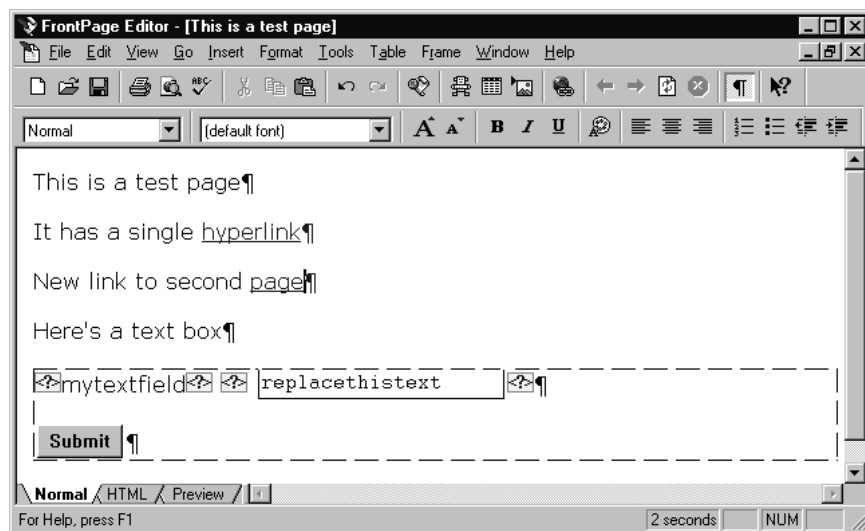 FrontPage Editor - [This is a test page]
File Edit View Go Insert Format Tools Table Frame Window Help
ABC
Normal (default font) A A B I U
This is a test page¶
It has a single hyperlink¶
New link to second page¶
Here's a text box¶
<?>mytextfield<?> <?> replacethistext <?>¶
Submit ¶
Normal HTML Preview
For Help, press F1 2 seconds NUM